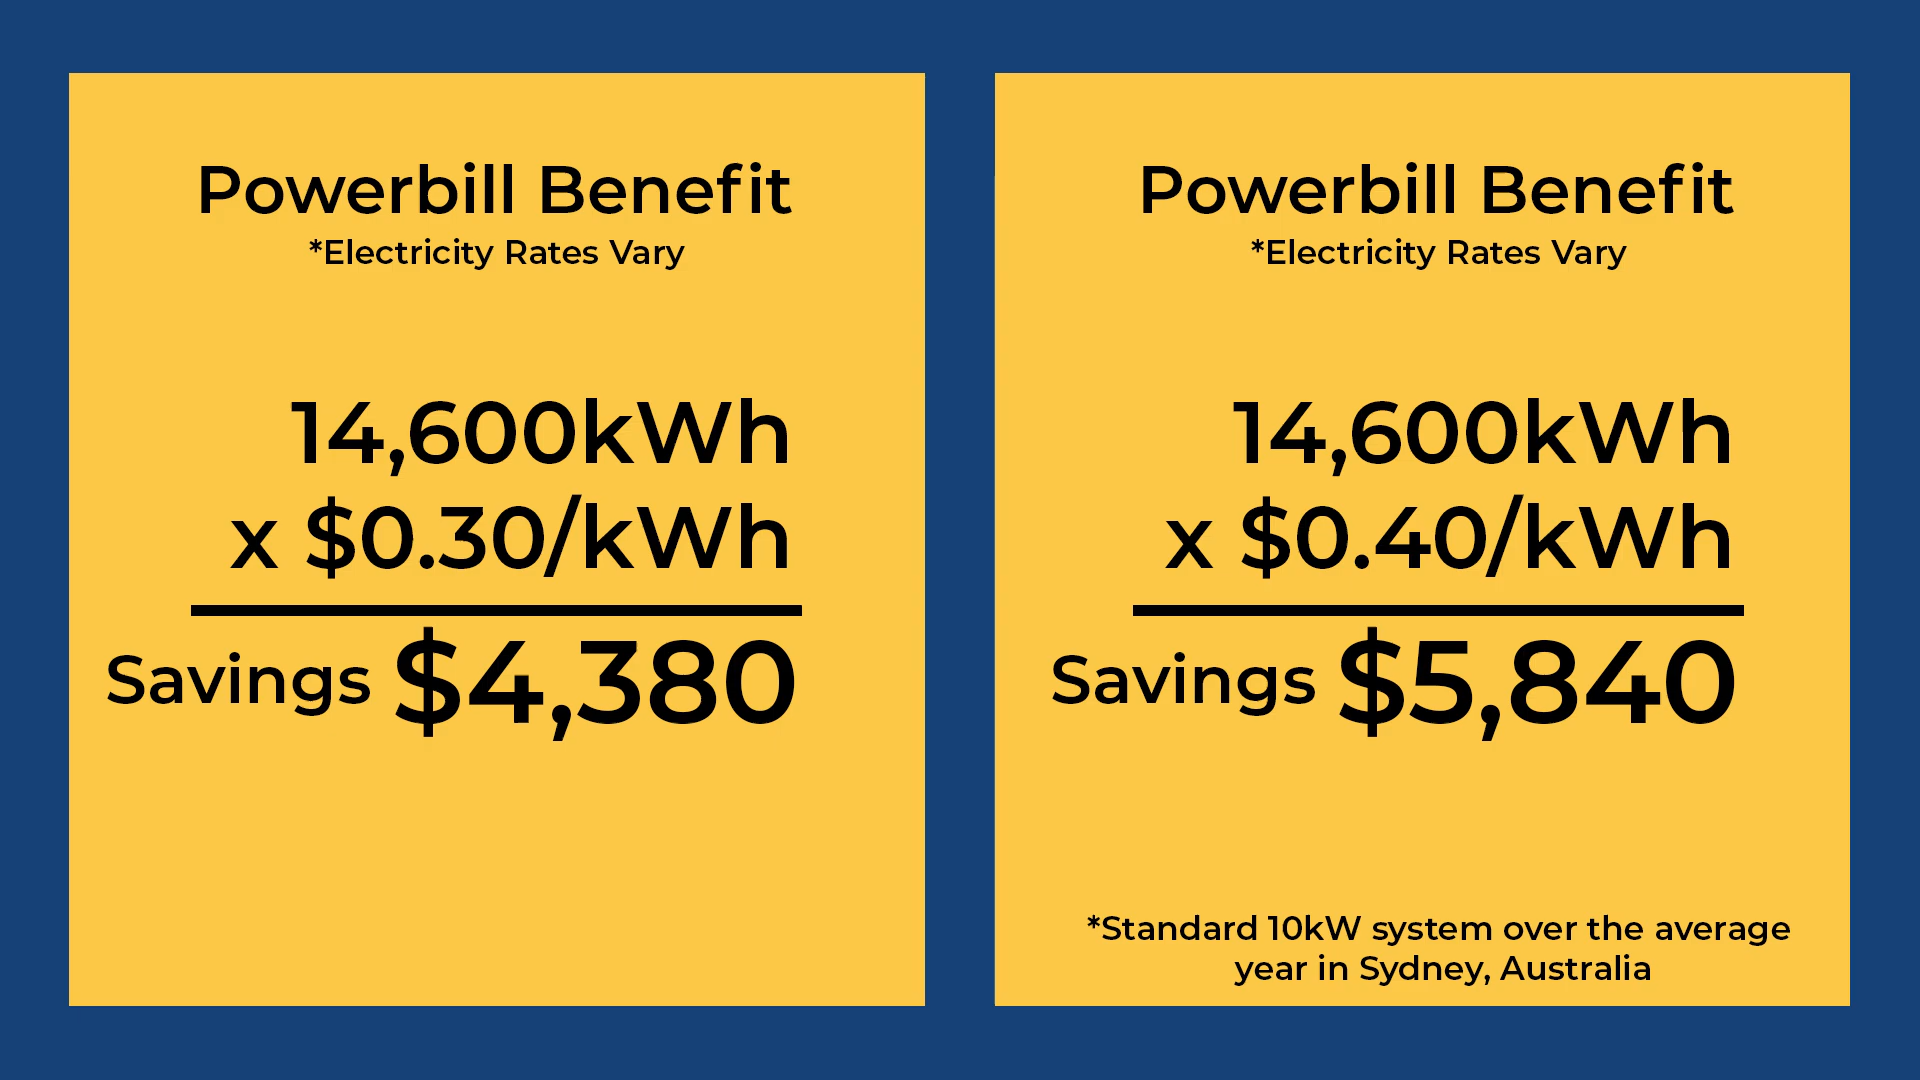 Powerbill Benefit
*Electricity Rates Vary
14,600kWh
x $0.30/kWh
Savings $4,380
Powerbill Benefit
*Electricity Rates Vary
14,600kWh
x $0.40/kWh
Savings $5,840
*Standard 10kW system over the average
year in Sydney, Australia